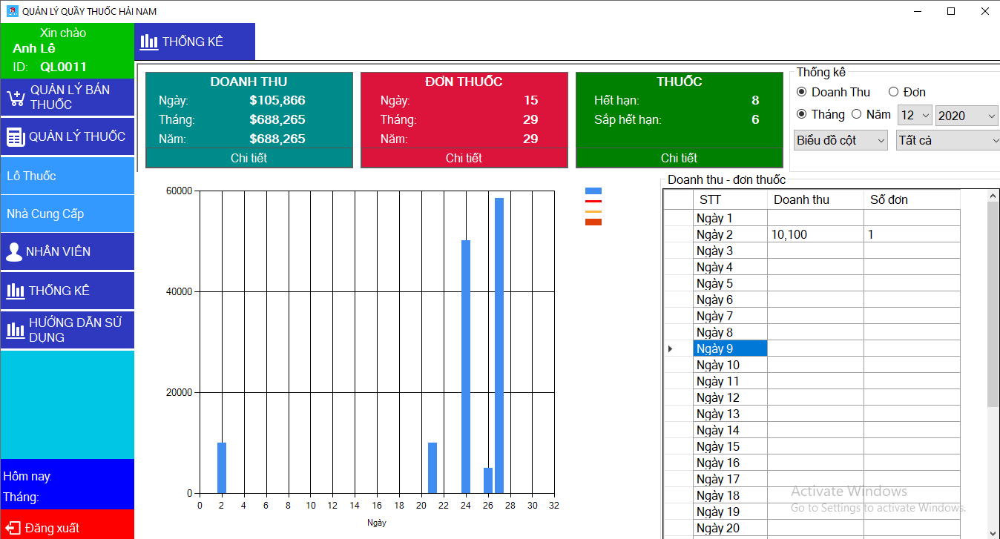 QUẢN LÝ QUẦY THUỐC HẢI NAM
Xin chào
Anh Lê
ID: QL0011
QUẢN LÝ BÁN
THUỐC
QUẢN LÝ THUỐC
Lô Thuốc
Nhà Cung Cấp
NHÂN VIÊN
THỐNG KÊ
HƯỚNG DẪN SỬ
DỤNG
Hôm nay:
Tháng:
Đăng xuất
THỐNG KÊ
DOANH THU
Ngày: $105,866
Tháng: $688,265
Năm: $688,265
Chi tiết
ĐƠN THUỐC
Ngày: 15
Tháng: 29
Năm: 29
Chi tiết
THUỐC
Hết hạn: 8
Sắp hết hạn: 6
Chi tiết
Thống kê
Doanh Thu Đơn
Tháng Năm 12 2020
Biểu đồ cột Tất cả
60000
40000
20000
0
0 2 4 6 8 10 12 14 16 18 20 22 24 26 28 30 32
Ngày
Doanh thu - đơn thuốc
STT Doanh thu Số đơn
Ngày 1
Ngày 2 10,100 1
Ngày 3
Ngày 4
Ngày 5
Ngày 6
Ngày 7
Ngày 8
Ngày 9
Ngày 10
Ngày 11
Ngày 12
Ngày 13
Ngày 14
Ngày 15
Ngày 16
Ngày 17
Ngày 18
Ngày 19
Ngày 20
Activate Windows
Go to Settings to activate Windows.